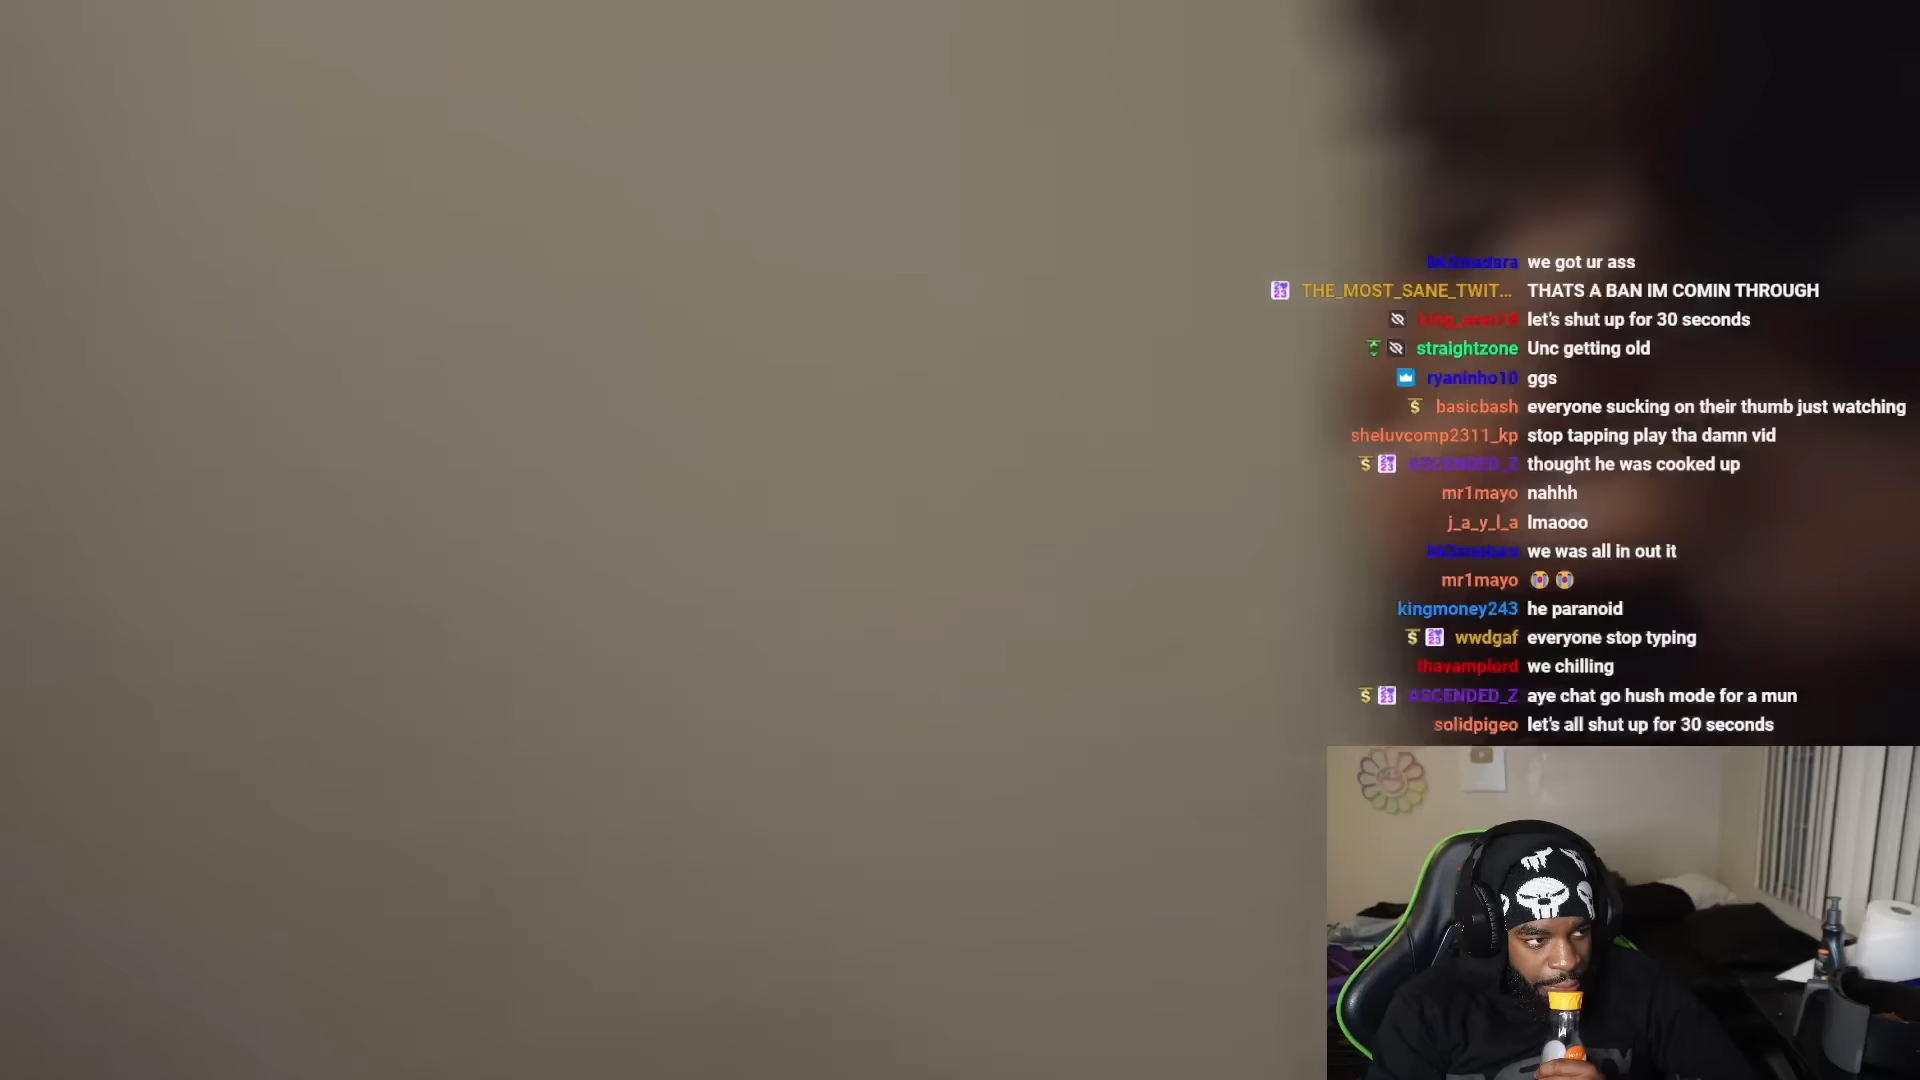 we got ur ass
THE_MOST_SANE_TWIT... THATS A BAN IM COMIN THROUGH
let's shut up for 30 seconds
straightzone Unc getting old
ryaninho10 ggs
basicbash everyone sucking on their thumb just watching
sheluvcomp2311_kp stop tapping play tha damn vid
ASCENDED_Z thought he was cooked up
mr1mayo nahhh
j_a_y_l_a lmaooo
we was all in out it
mr1mayo 😭 😭
kingmoney243 he paranoid
wwdgaf everyone stop typing
thavamplord we chilling
ASCENDED_Z aye chat go hush mode for a mun
solidpigeo let's all shut up for 30 seconds